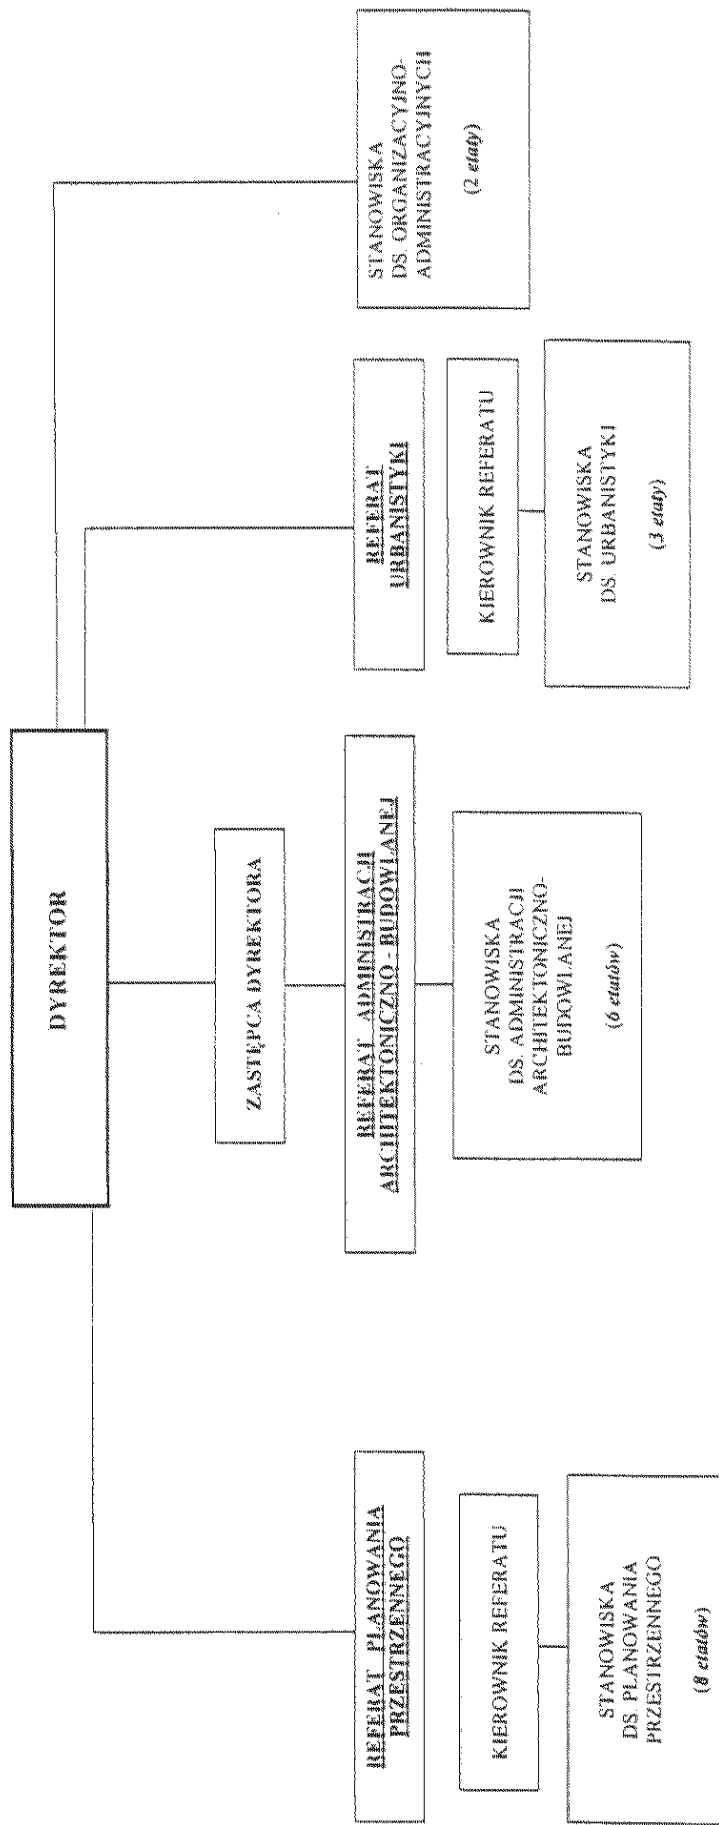 DYREKTOR
ZASTĘPCA DYREKTORA
REFERAT PLANOWANIA
PRZESTRZENNEGO
KIEROWNIK REFERATU
STANOWISKA
DS. PLANOWANIA
PRZESTRZENNEGO
(8 etatów)
REFERAT ADMINISTRACJI
ARCHITEKTONICZNO - BUDOWLANEJ
STANOWISKA
DS. ADMINISTRACJI
ARCHITEKTONICZNO-
BUDOWLANEJ
(6 etatów)
REFERAT
URBANISTYKI
KIEROWNIK REFERATU
STANOWISKA
DS. URBANISTYKI
(3 etaty)
STANOWISKA
DS. ORGANIZACYJNO-
ADMINISTRACYJNYCH
(2 etaty)